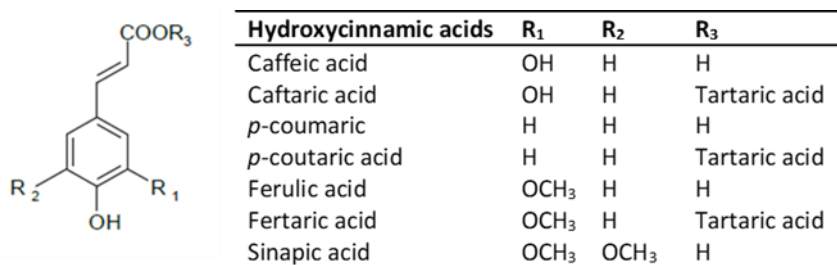 COOR₃
R₂
R₁
OH
Hydroxycinnamic acids R₁ R₂ R₃
Caffeic acid OH H H
Caftaric acid OH H Tartaric acid
p-coumaric H H H
p-coutaric acid H H Tartaric acid
Ferulic acid OCH₃ H H
Fertaric acid OCH₃ H Tartaric acid
Sinapic acid OCH₃ OCH₃ H